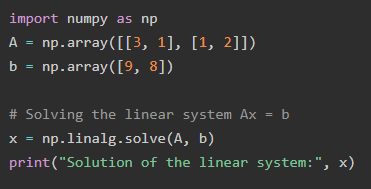 import numpy as np
A = np.array([[3, 1], [1, 2]])
b = np.array([9, 8])
# Solving the linear system Ax = b
x = np.linalg.solve(A, b)
print("Solution of the linear system:", x)